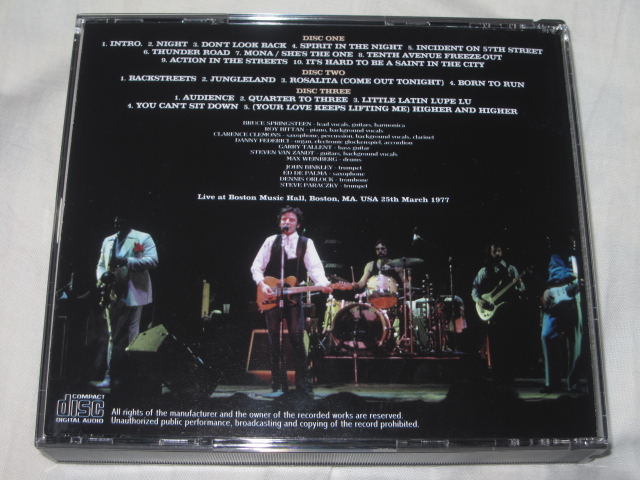 DISC ONE
1. INTRO. 2. NIGHT 3. DON'T LOOK BACK 4. SPIRIT IN THE NIGHT 5. INCIDENT ON 57TH STREET
6. THUNDER ROAD 7. MONA / SHE'S THE ONE 8. TENTH AVENUE FREEZE-OUT
9. ACTION IN THE STREETS 10. IT'S HARD TO BE A SAINT IN THE CITY
DISC TWO
1. BACKSTREETS 2. JUNGLELAND 3. ROSALITA (COME OUT TONIGHT) 4. BORN TO RUN
DISC THREE
1. AUDIENCE 2. QUARTER TO THREE 3. LITTLE LATIN LUPE LU
4. YOU CAN'T SIT DOWN 5. (YOUR LOVE KEEPS LIFTING ME) HIGHER AND HIGHER
BRUCE SPRINGSTEEN - lead vocals, guitars, harmonica
ROY BITTAN - piano, background vocals
CLARENCE CLEMONS - saxophone, percussion, background vocals, clarinet
DANNY FEDERICI - organ, electronic glockenspiel, accordion
GARRY TALLENT - bass guitar
STEVEN VAN ZANDT - guitars, background vocals
MAX WEINBERG - drums
JOHN BINKLEY - trumpet
ED DE PALMA - saxophone
DENNIS ORLOCK - trombone
STEVE PARACZKY - trumpet
Live at Boston Music Hall, Boston, MA. USA 25th March 1977
COMPACT
disc
DIGITAL AUDIO
All rights of the manufacturer and the owner of the recorded works are reserved.
Unauthorized public performance, broadcasting and copying of the record prohibited.